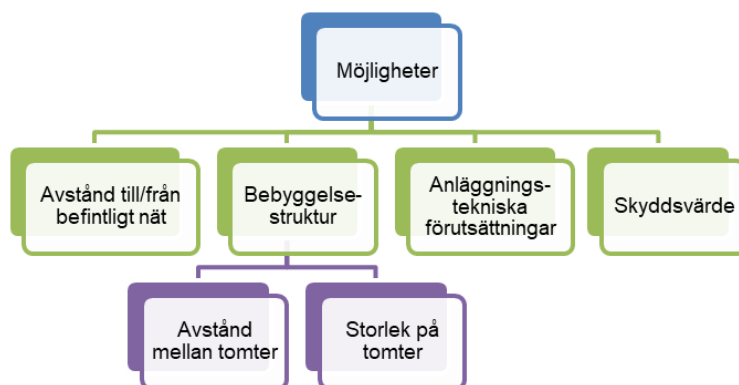 Möjligheter
Avstånd till/från
befintligt nät
Bebyggelse-
struktur
Anläggnings-
tekniska
förutsättningar
Skyddsvärde
Avstånd
mellan tomter
Storlek på
tomter